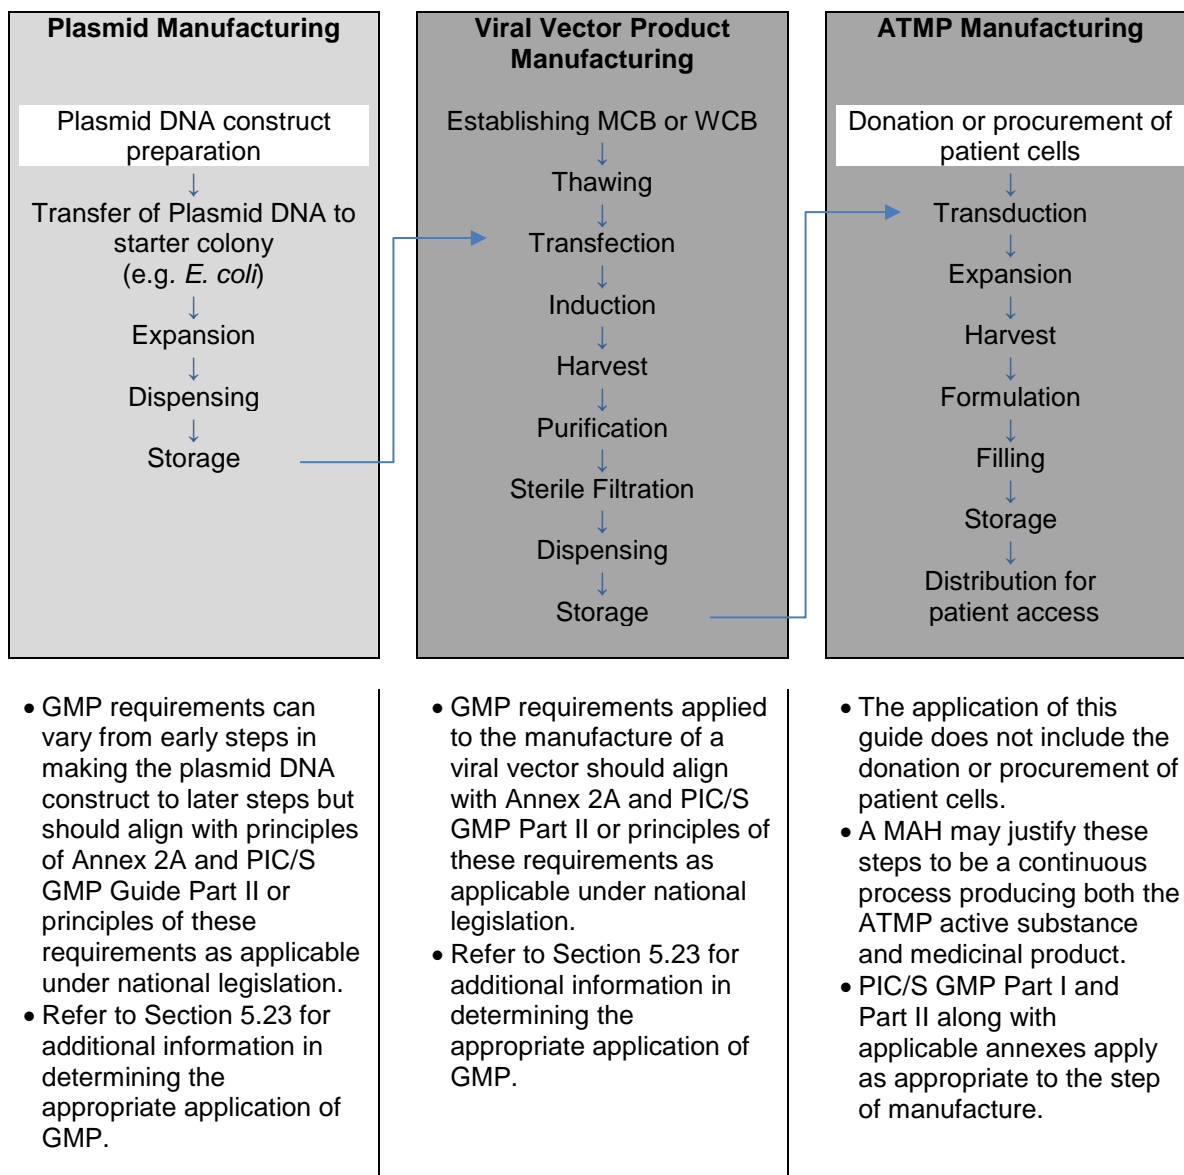 Plasmid Manufacturing
Plasmid DNA construct
preparation
↓
Transfer of Plasmid DNA to
starter colony
(e.g. E. coli)
↓
Expansion
↓
Dispensing
↓
Storage
Viral Vector Product
Manufacturing
Establishing MCB or WCB
↓
Thawing
↓
Transfection
↓
Induction
↓
Harvest
↓
Purification
↓
Sterile Filtration
↓
Dispensing
↓
Storage
ATMP Manufacturing
Donation or procurement of
patient cells
↓
Transduction
↓
Expansion
↓
Harvest
↓
Formulation
↓
Filling
↓
Storage
↓
Distribution for
patient access
• GMP requirements can
vary from early steps in
making the plasmid DNA
construct to later steps but
should align with principles
of Annex 2A and PIC/S
GMP Guide Part II or
principles of these
requirements as applicable
under national legislation.
• Refer to Section 5.23 for
additional information in
determining the
appropriate application of
GMP.
• GMP requirements applied
to the manufacture of a
viral vector should align
with Annex 2A and PIC/S
GMP Part II or principles of
these requirements as
applicable under national
legislation.
• Refer to Section 5.23 for
additional information in
determining the
appropriate application of
GMP.
• The application of this
guide does not include the
donation or procurement of
patient cells.
• A MAH may justify these
steps to be a continuous
process producing both the
ATMP active substance
and medicinal product.
• PIC/S GMP Part I and
Part II along with
applicable annexes apply
as appropriate to the step
of manufacture.